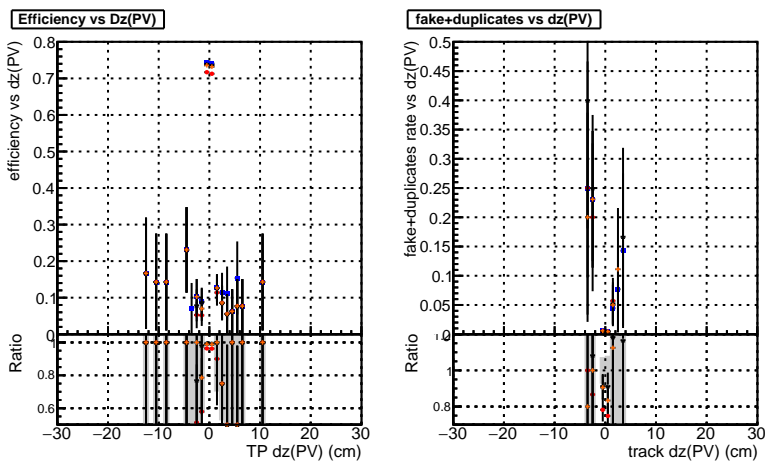 Efficiency vs Dz(PV)
efficiency vs dz(PV)
0.8
0.7
0.6
0.5
0.4
0.3
0.2
0.1
0
Ratio
1
0.8
0.6
−30 −20 −10 0 10 20 30
TP dz(PV) (cm)
fake+duplicates vs dz(PV)
fake+duplicates rate vs dz(PV)
0.5
0.45
0.4
0.35
0.3
0.25
0.2
0.15
0.1
0.05
Ratio
1
0.8
−30 −20 −10 0 10 20 30
track dz(PV) (cm)